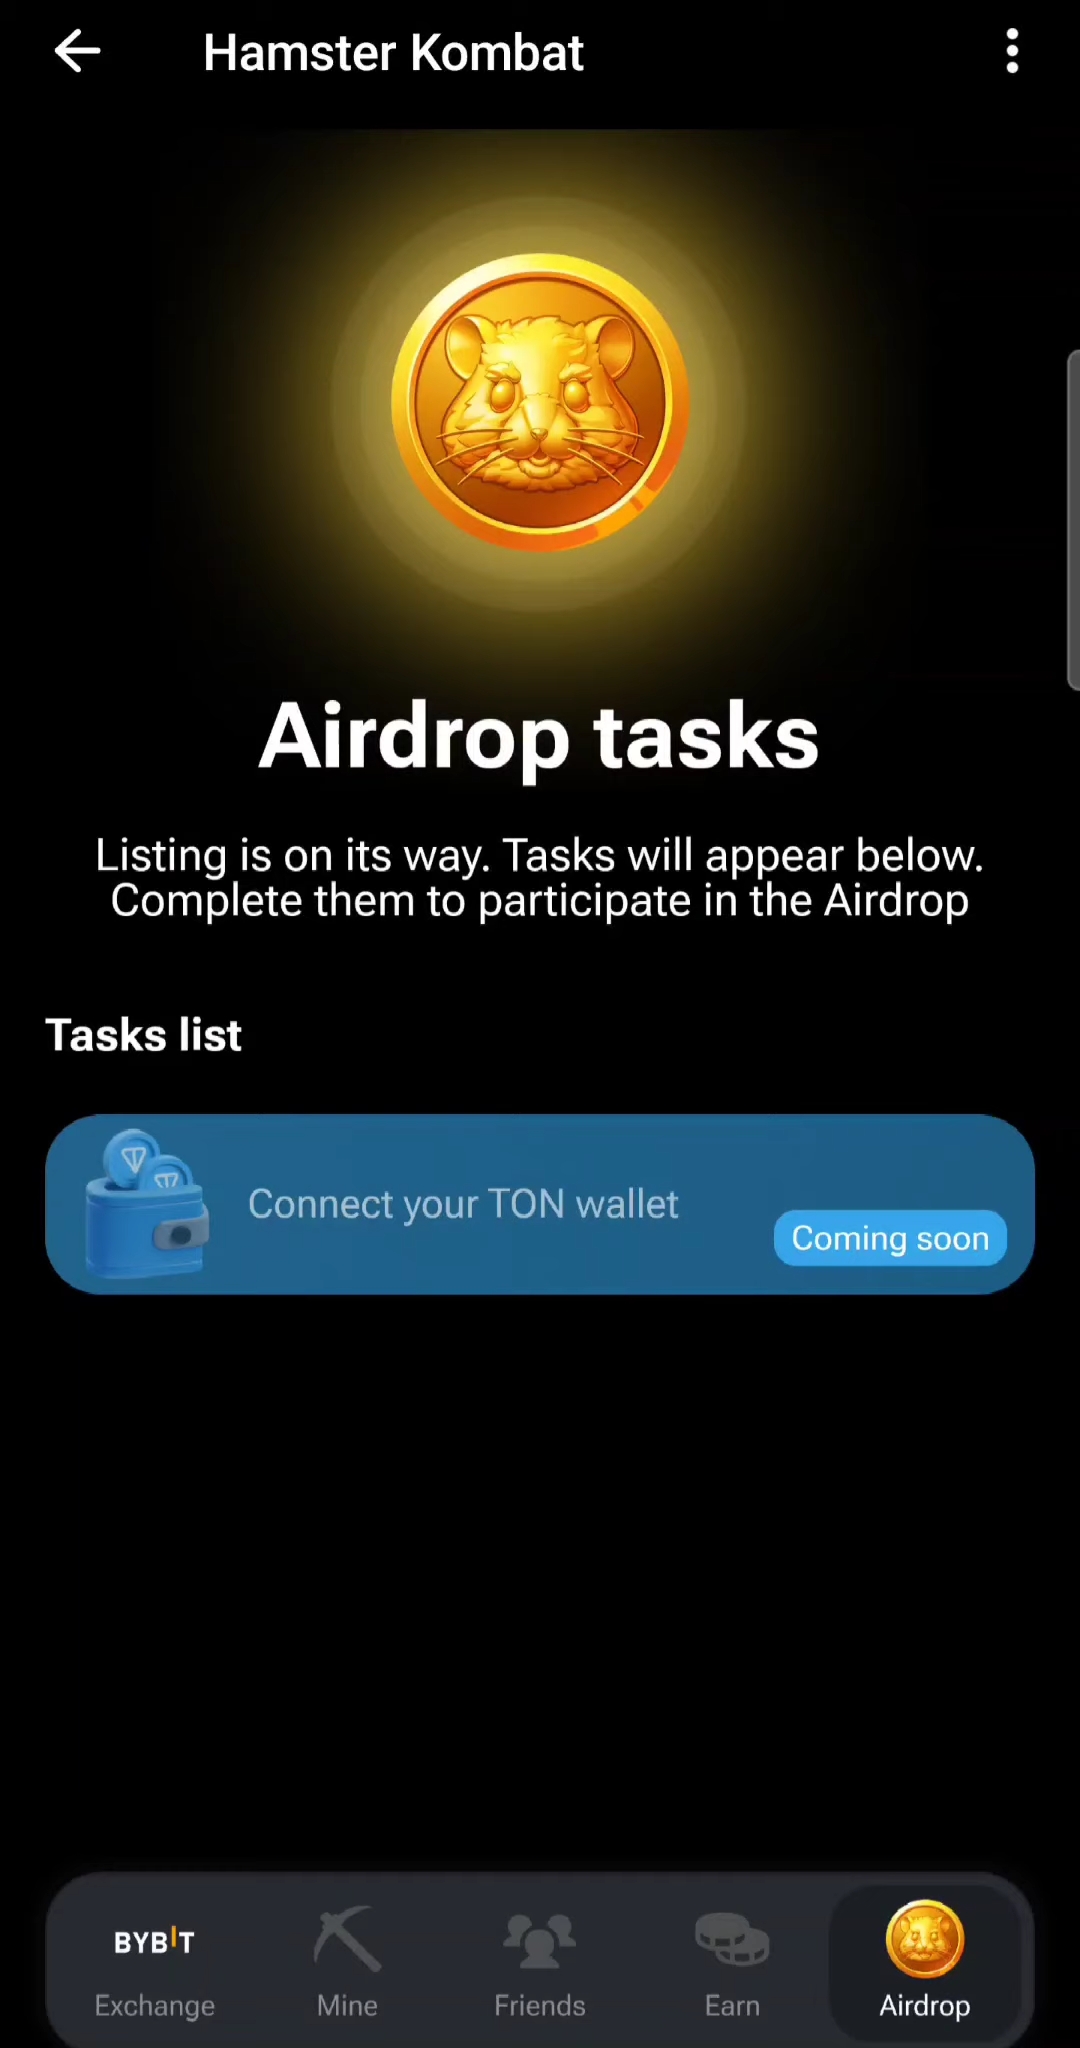 Hamster Kombat
Airdrop tasks
Listing is on its way. Tasks will appear below.
Complete them to participate in the Airdrop
Tasks list
Connect your TON wallet
Coming soon
BYBIT
Exchange
Mine
Friends
Earn
Airdrop